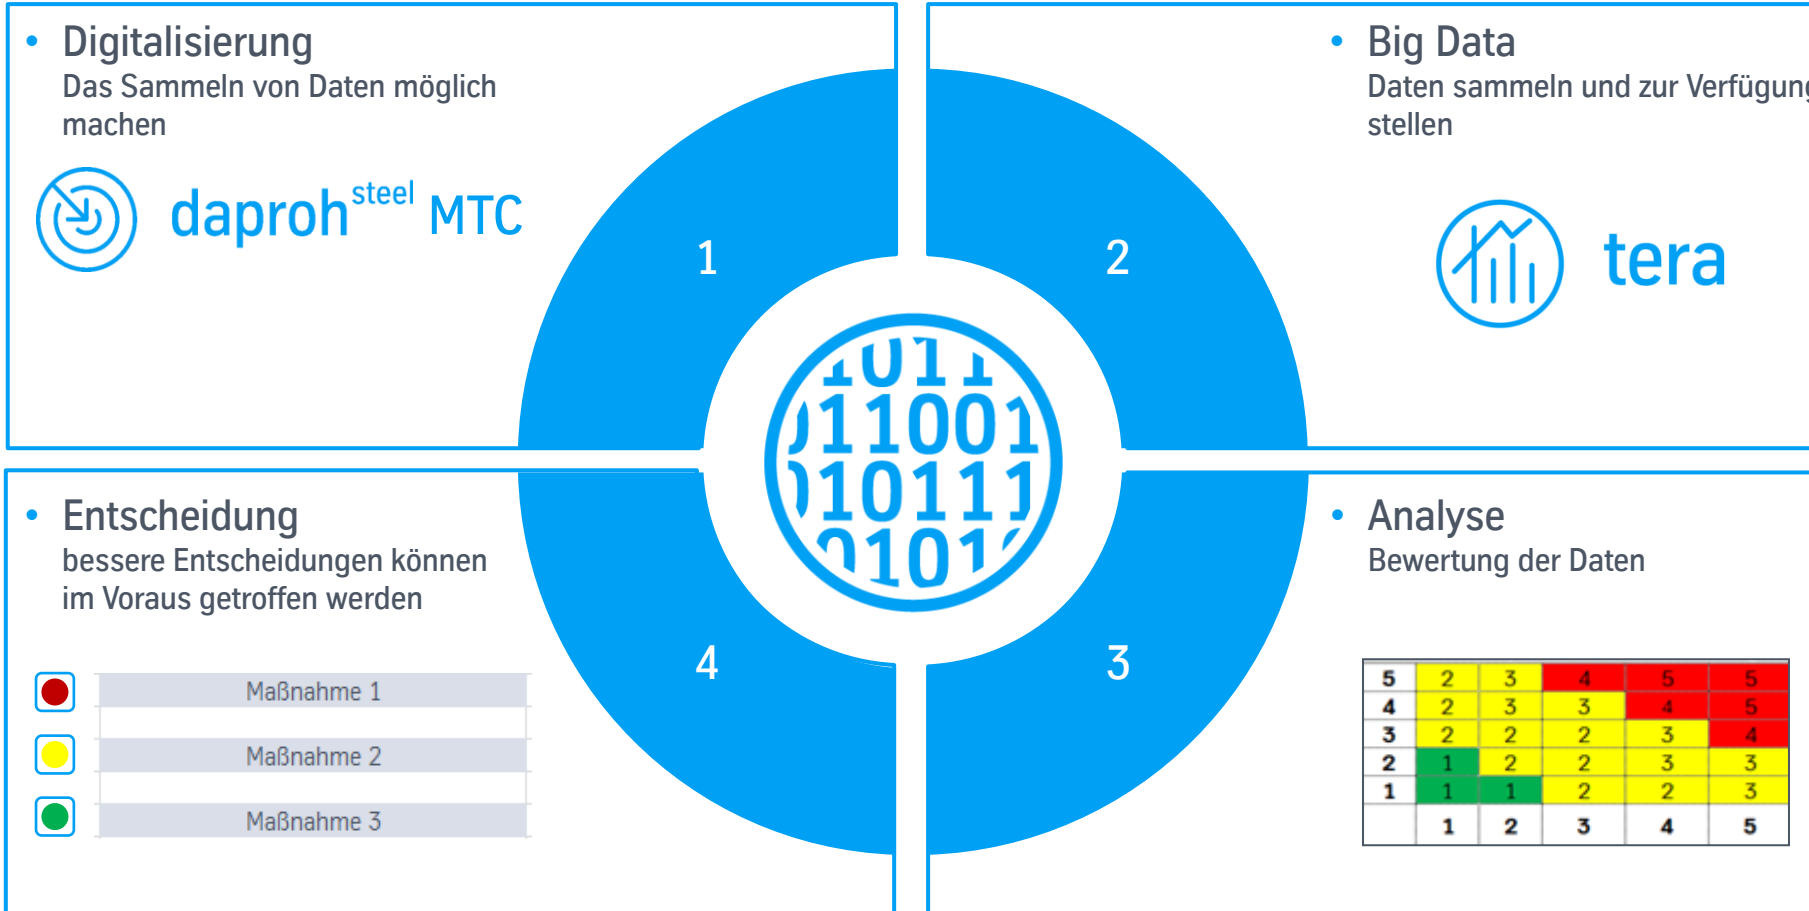 Digitalisierung
Das Sammeln von Daten möglich
machen
daproh steel MTC
1
Big Data
Daten sammeln und zur Verfügung
stellen
tera
2
1011
011001
010111
01010
Entscheidung
bessere Entscheidungen können
im Voraus getroffen werden
Maßnahme 1
Maßnahme 2
Maßnahme 3
4
Analyse
Bewertung der Daten
3
5 2 3 4 5 5
4 2 3 3 4 5
3 2 2 2 3 4
2 1 2 2 3 3
1 1 1 2 2 3
1 2 3 4 5